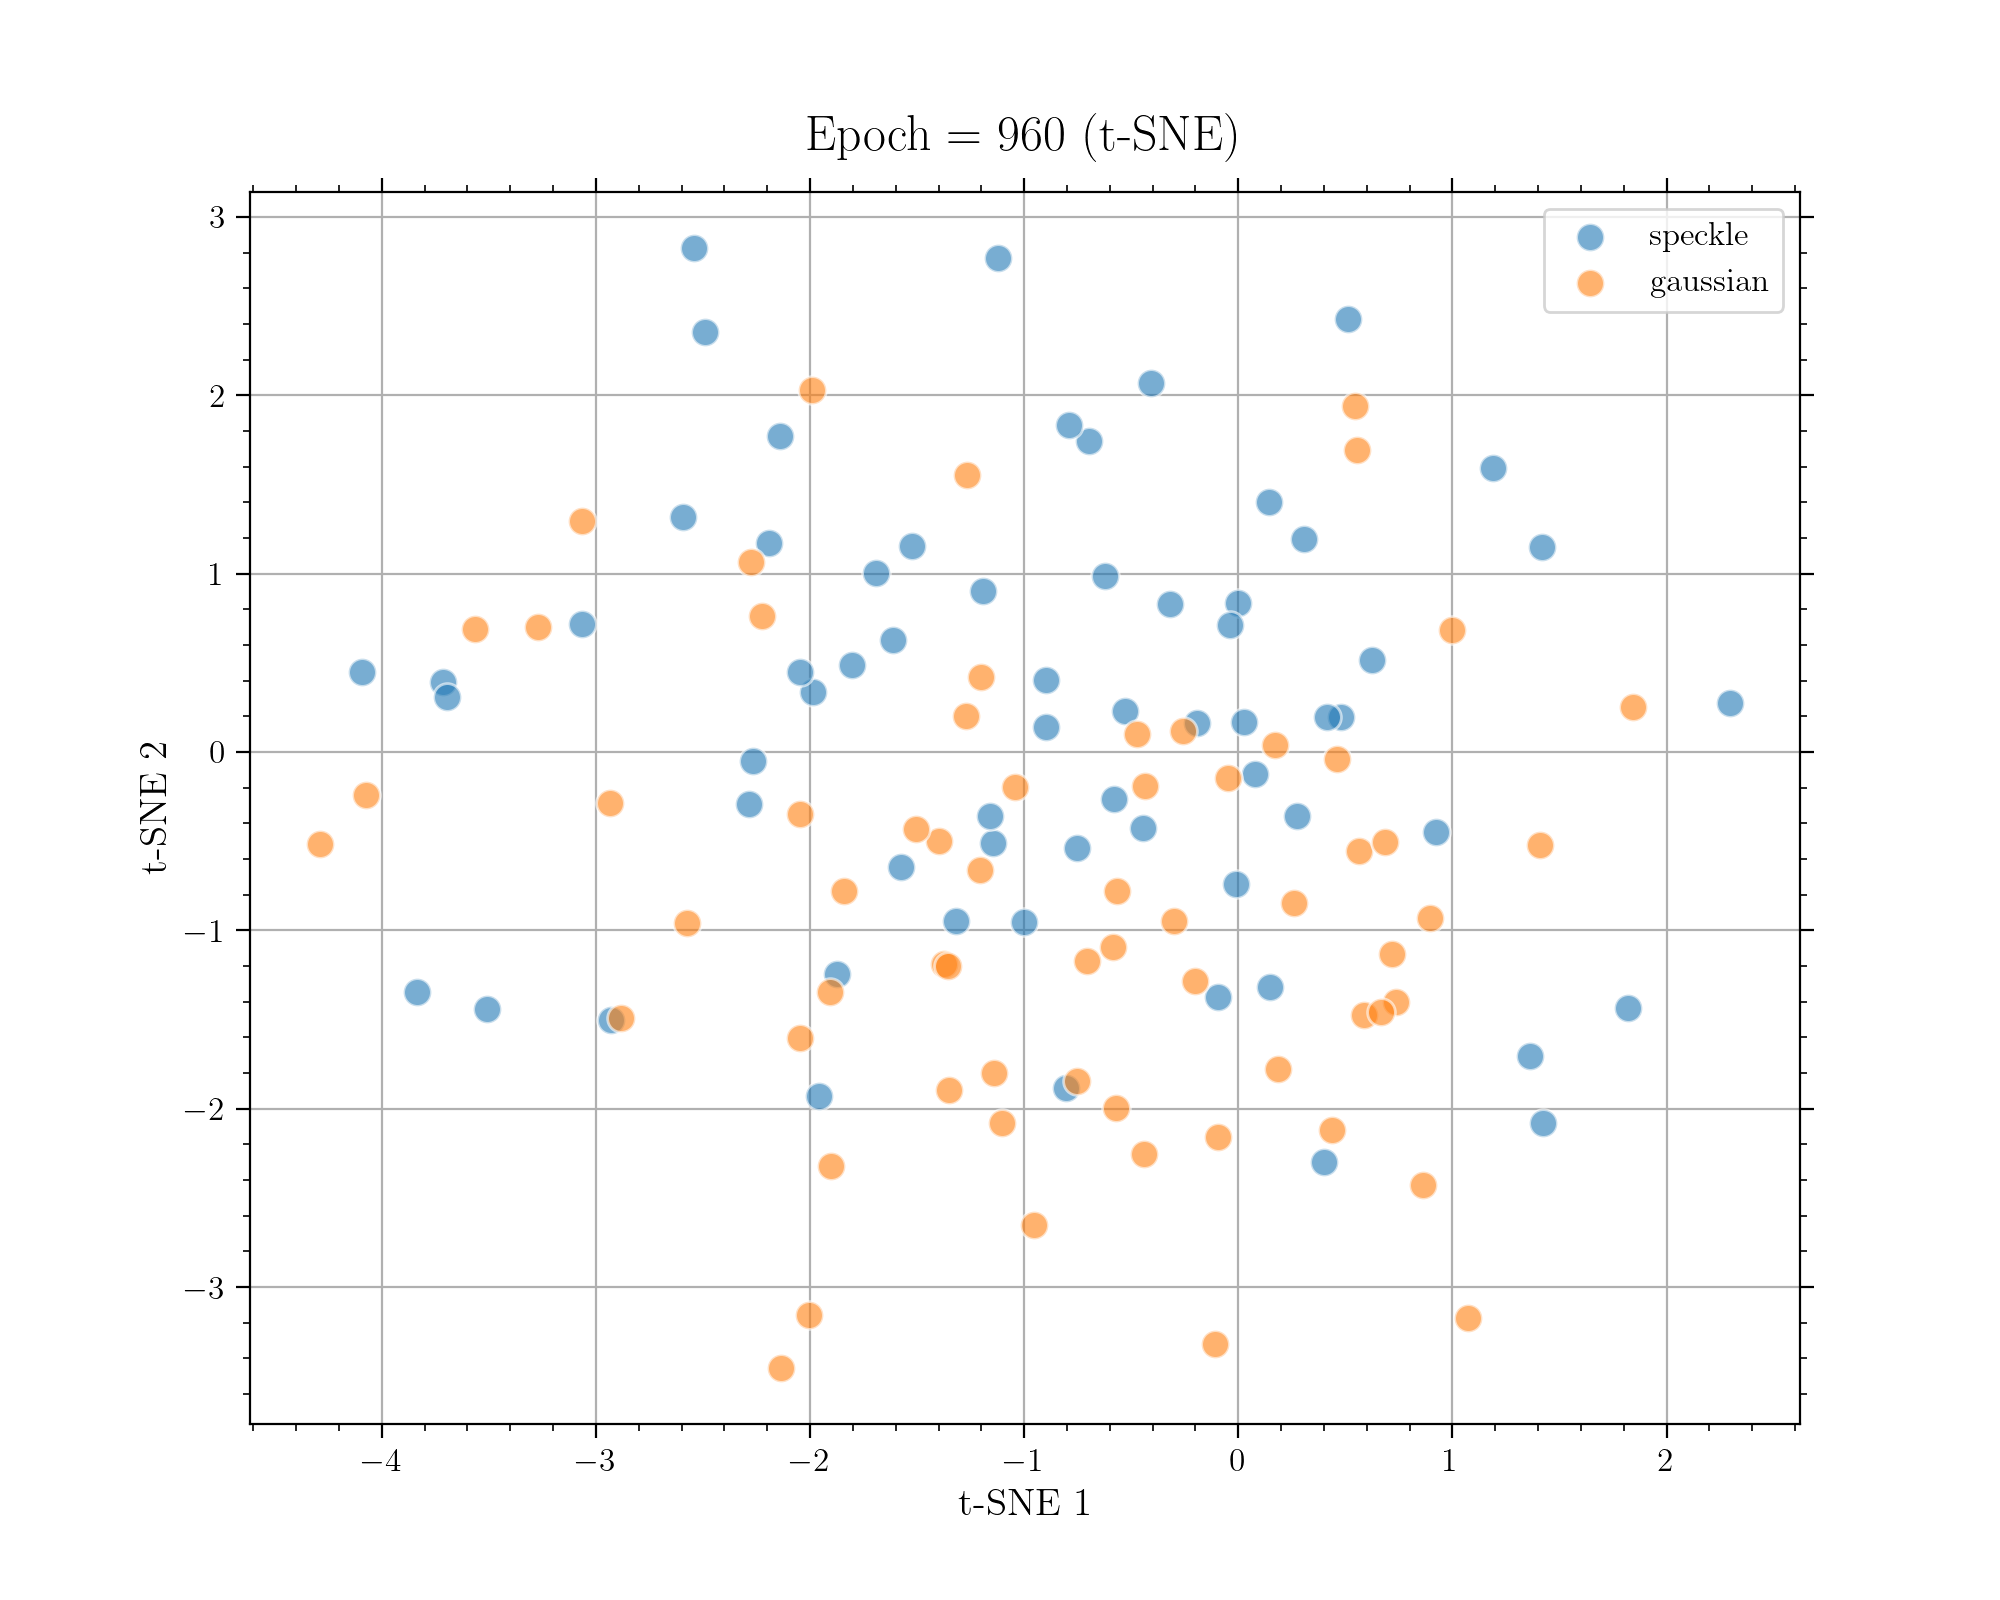 Epoch = 960 (t-SNE)
speckle
gaussian
3
2
1
0
−1
−2
−3
t-SNE 2
−4 −3 −2 −1 0 1 2
t-SNE 1